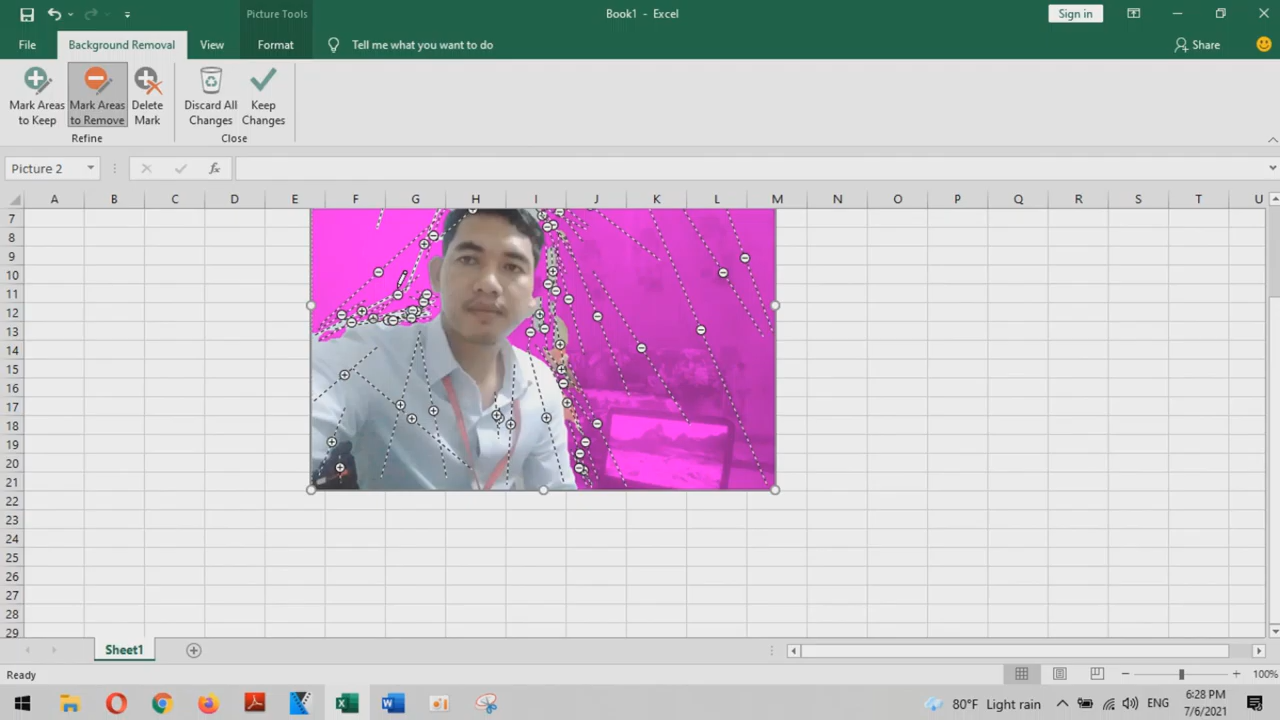 Picture Tools
Book1 - Excel
Sign in
File
Background Removal
View
Format
Tell me what you want to do
Share
Mark Areas to Keep
Mark Areas to Remove
Delete Mark
Discard All Changes
Keep Changes
Refine
Close
Picture 2
fx
A B C D E F G H I J K L M N O P Q R S T U
7
8
9
10
11
12
13
14
15
16
17
18
19
20
21
22
23
24
25
26
27
28
29
Sheet1
Ready
100%
80°F Light rain
ENG
6:28 PM
7/6/2021